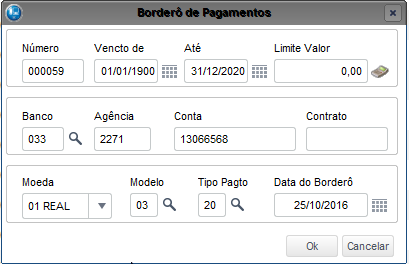 Borderô de Pagamentos
Número Vencto de Até Limite Valor
000059 01/01/1900 31/12/2020 0,00
Banco Agência Conta Contrato
033 2271 13066568
Moeda Modelo Tipo Pagto Data do Borderô
01 REAL 03 20 25/10/2016
Ok Cancelar